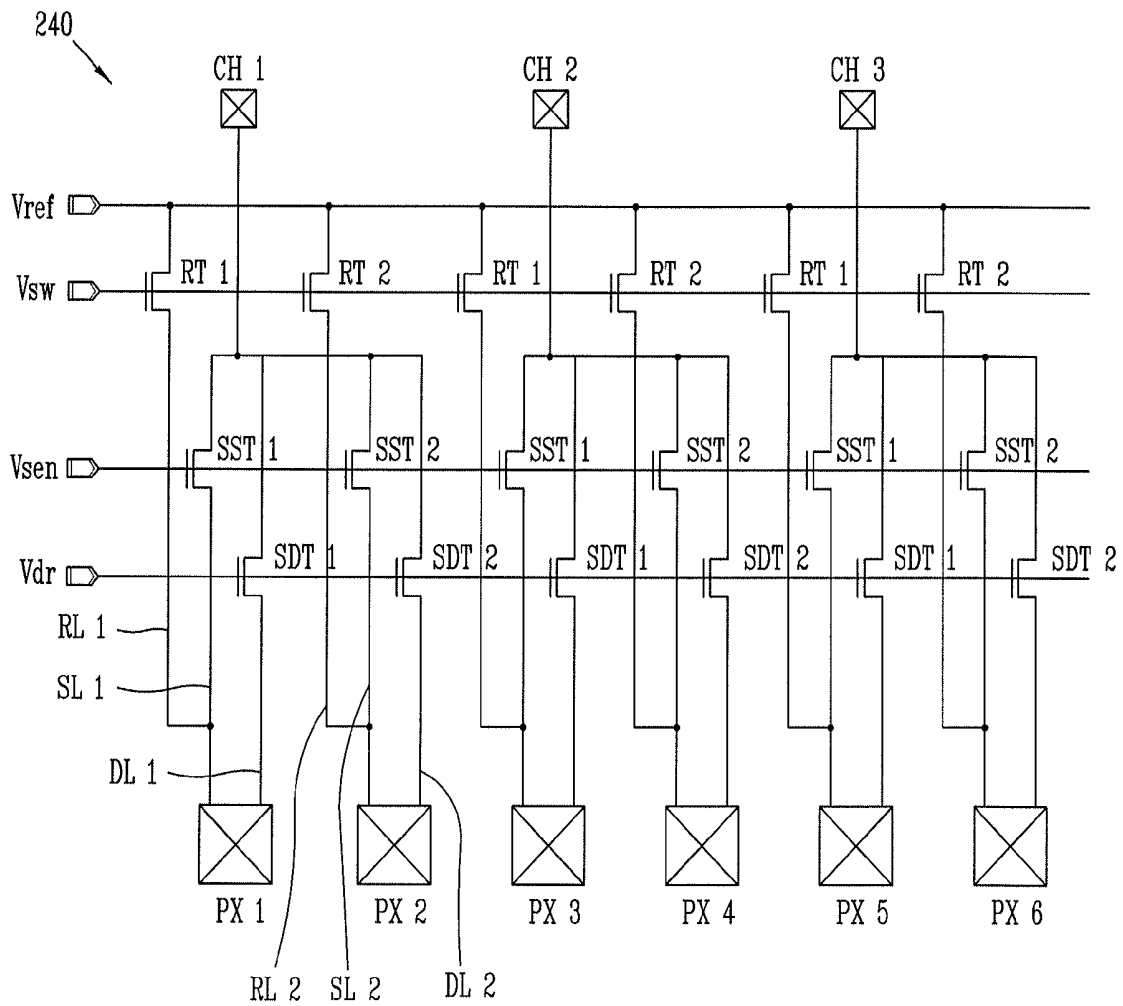 240
CH 1 CH 2 CH 3
Vref
RT 1 RT 2 RT 1 RT 2 RT 1 RT 2
Vsw
SST 1 SST 2 SST 1 SST 2 SST 1 SST 2
Vsen
SDT 1 SDT 2 SDT 1 SDT 2 SDT 1 SDT 2
Vdr
RL 1
SL 1
DL 1
PX 1 PX 2 PX 3 PX 4 PX 5 PX 6
RL 2 SL 2 DL 2